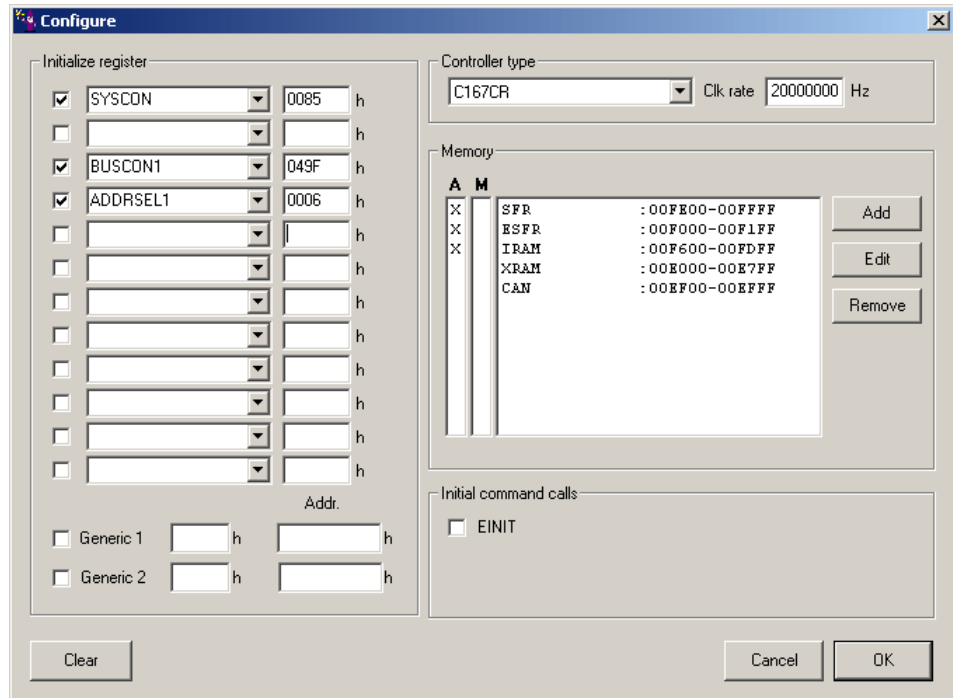 Configure
Initialize register
SYSCON 0085 h
h
BUSCON1 049F h
ADDRSEL1 0006 h
h
h
h
h
h
h
h
h
Addr.
Generic 1 h h
Generic 2 h h
Clear
Controller type
C167CR Clk rate 20000000 Hz
Memory
A M
X SFR :00FE00-00FFFF
X ESFR :00F000-00F1FF
X IRAM :00F600-00FDFF
XRAM :00E000-00E7FF
CAN :00EF00-00EFFF
Add
Edit
Remove
Initial command calls
EINIT
Cancel OK